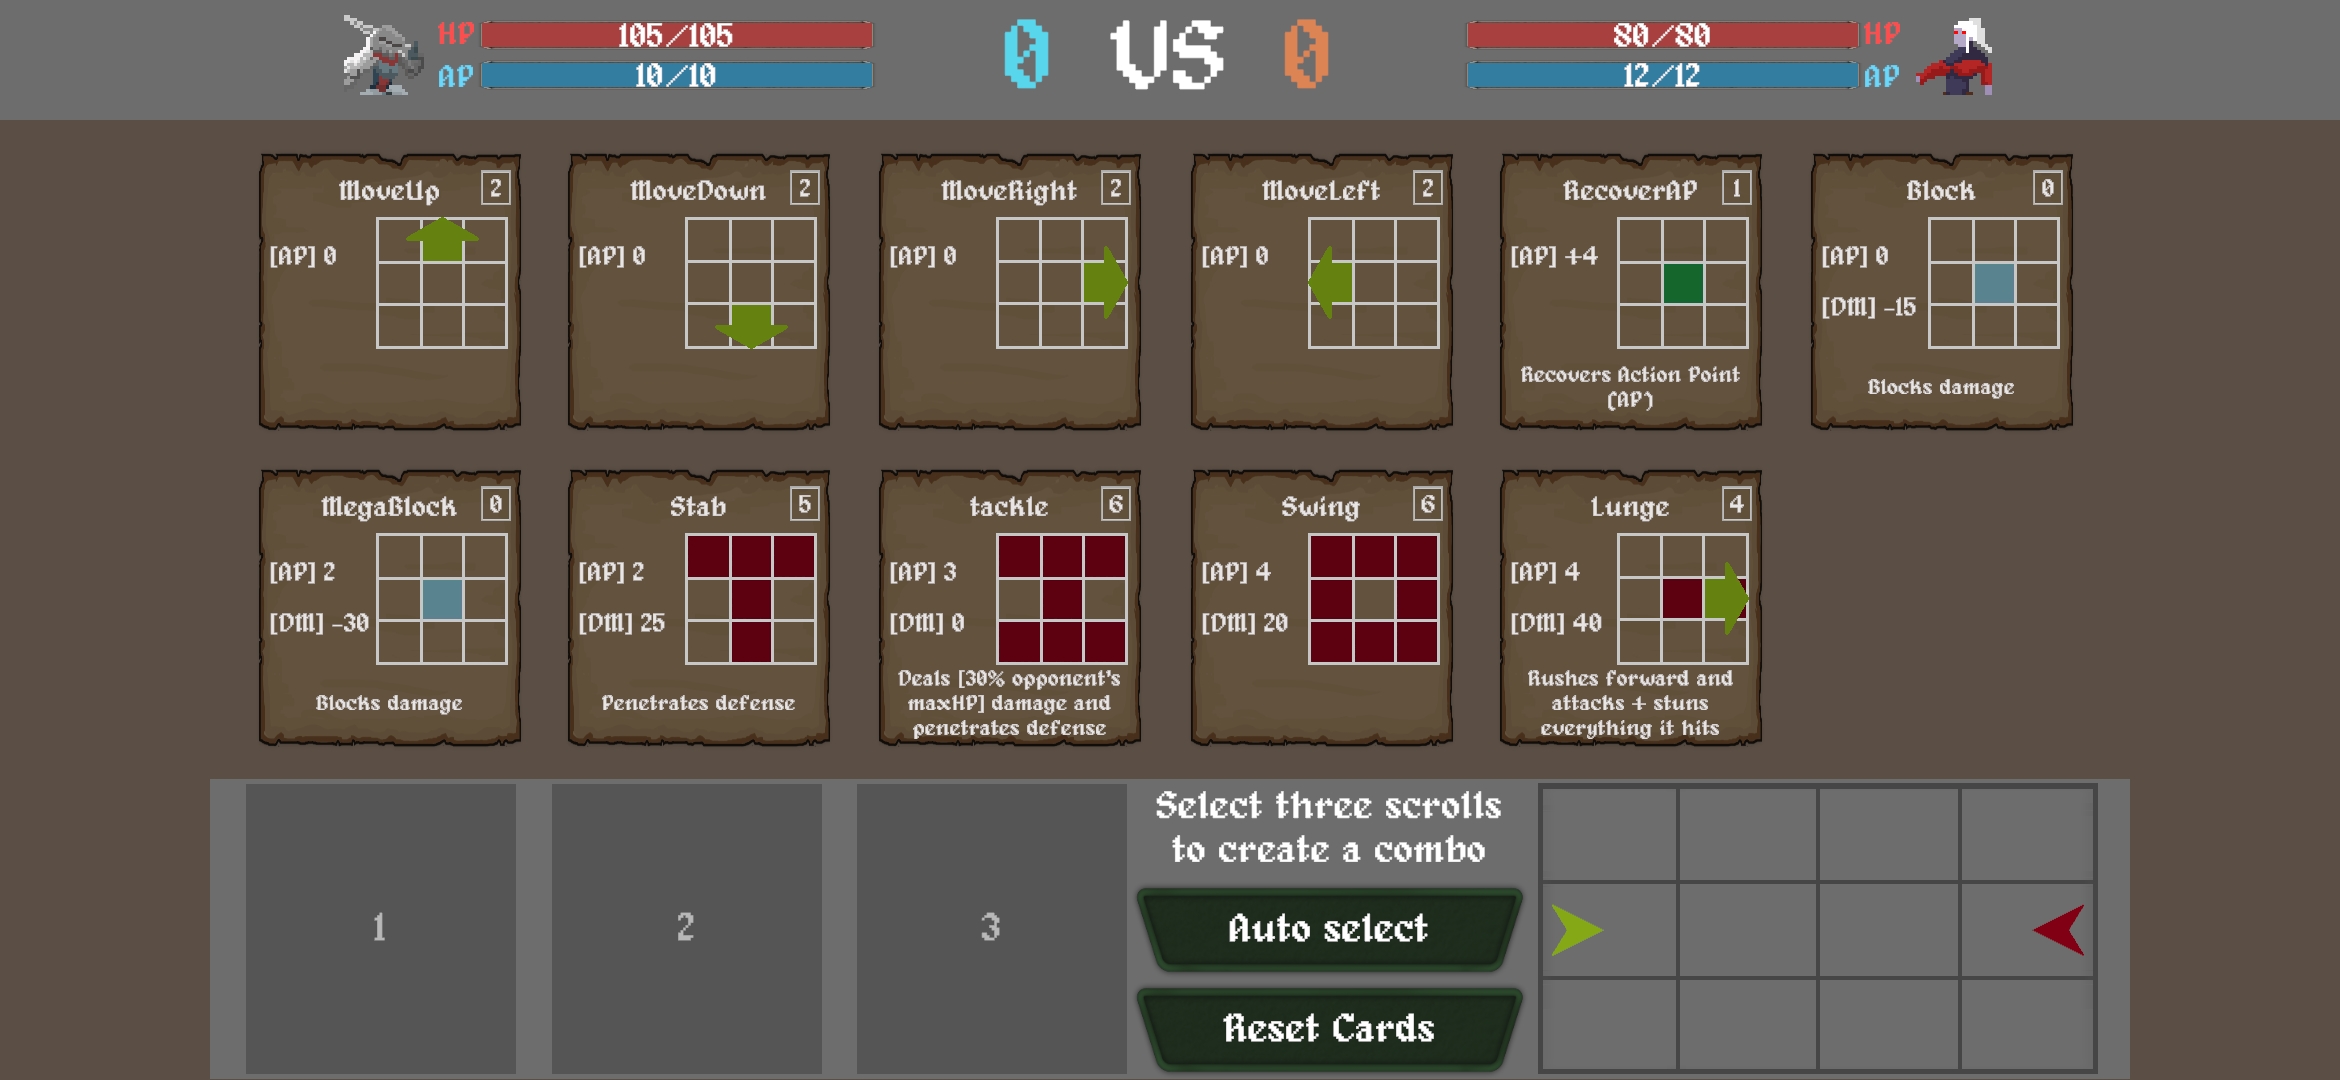 HP 105/105
AP 10/10
0 VS 0
80/80 HP
12/12 AP
MoveUp 2
[AP] 0
MoveDown 2
[AP] 0
MoveRight 2
[AP] 0
MoveLeft 2
[AP] 0
RecoverAP 1
[AP] +4
Recovers Action Point
(AP)
Block 0
[AP] 0
[DM] -15
Blocks damage
MegaBlock 0
[AP] 2
[DM] -30
Blocks damage
Stab 5
[AP] 2
[DM] 25
Penetrates defense
tackle 6
[AP] 3
[DM] 0
Deals [30% opponent's
maxHP] damage and
penetrates defense
Swing 6
[AP] 4
[DM] 20
Lunge 4
[AP] 4
[DM] 40
Rushes forward and
attacks + stuns
everything it hits
1
2
3
Select three scrolls
to create a combo
Auto select
Reset Cards